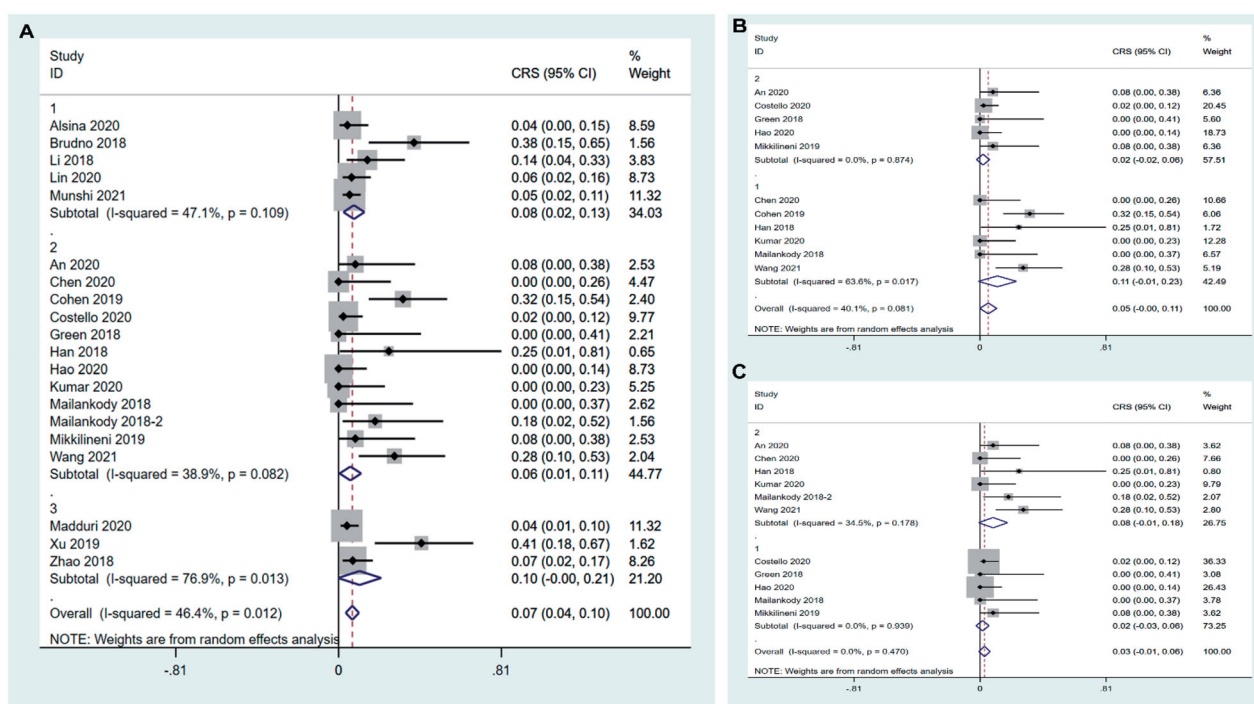 A
Study %
ID CRS (95% CI) Weight
1
Alsina 2020 0.04 (0.00, 0.15) 8.59
Brudno 2018 0.38 (0.15, 0.65) 1.56
Li 2018 0.14 (0.04, 0.33) 3.83
Lin 2020 0.06 (0.02, 0.16) 8.73
Munshi 2021 0.05 (0.02, 0.11) 11.32
Subtotal (I-squared = 47.1%, p = 0.109) 0.08 (0.02, 0.13) 34.03
.
2
An 2020 0.08 (0.00, 0.38) 2.53
Chen 2020 0.00 (0.00, 0.26) 4.47
Cohen 2019 0.32 (0.15, 0.54) 2.40
Costello 2020 0.02 (0.00, 0.12) 9.77
Green 2018 0.00 (0.00, 0.41) 2.21
Han 2018 0.25 (0.01, 0.81) 0.65
Hao 2020 0.00 (0.00, 0.14) 8.73
Kumar 2020 0.00 (0.00, 0.23) 5.25
Mailankody 2018 0.00 (0.00, 0.37) 2.62
Mailankody 2018-2 0.18 (0.02, 0.52) 1.56
Mikkilineni 2019 0.08 (0.00, 0.38) 2.53
Wang 2021 0.28 (0.10, 0.53) 2.04
Subtotal (I-squared = 38.9%, p = 0.082) 0.06 (0.01, 0.11) 44.77
.
3
Madduri 2020 0.04 (0.01, 0.10) 11.32
Xu 2019 0.41 (0.18, 0.67) 1.62
Zhao 2018 0.07 (0.02, 0.17) 8.26
Subtotal (I-squared = 76.9%, p = 0.013) 0.10 (-0.00, 0.21) 21.20
.
Overall (I-squared = 46.4%, p = 0.012) 0.07 (0.04, 0.10) 100.00
NOTE: Weights are from random effects analysis
-.81 0 .81
B
Study %
ID CRS (95% CI) Weight
2
An 2020 0.08 (0.00, 0.38) 6.36
Costello 2020 0.02 (0.00, 0.12) 20.45
Green 2018 0.00 (0.00, 0.41) 5.60
Hao 2020 0.00 (0.00, 0.14) 18.73
Mikkilineni 2019 0.08 (0.00, 0.38) 6.36
Subtotal (I-squared = 0.0%, p = 0.874) 0.02 (-0.02, 0.06) 57.51
.
1
Chen 2020 0.00 (0.00, 0.26) 10.66
Cohen 2019 0.32 (0.15, 0.54) 6.06
Han 2018 0.25 (0.01, 0.81) 1.72
Kumar 2020 0.00 (0.00, 0.23) 12.28
Mailankody 2018 0.00 (0.00, 0.37) 6.57
Wang 2021 0.28 (0.10, 0.53) 5.19
Subtotal (I-squared = 63.6%, p = 0.017) 0.11 (-0.01, 0.23) 42.49
.
Overall (I-squared = 40.1%, p = 0.081) 0.05 (-0.00, 0.11) 100.00
NOTE: Weights are from random effects analysis
-.81 0 .81
C
Study %
ID CRS (95% CI) Weight
2
An 2020 0.08 (0.00, 0.38) 3.62
Chen 2020 0.00 (0.00, 0.26) 7.66
Han 2018 0.25 (0.01, 0.81) 0.80
Kumar 2020 0.00 (0.00, 0.23) 9.79
Mailankody 2018-2 0.18 (0.02, 0.52) 2.07
Wang 2021 0.28 (0.10, 0.53) 2.80
Subtotal (I-squared = 34.5%, p = 0.178) 0.08 (-0.01, 0.18) 26.75
.
1
Costello 2020 0.02 (0.00, 0.12) 36.33
Green 2018 0.00 (0.00, 0.41) 3.08
Hao 2020 0.00 (0.00, 0.14) 26.43
Mailankody 2018 0.00 (0.00, 0.37) 3.78
Mikkilineni 2019 0.08 (0.00, 0.38) 3.62
Subtotal (I-squared = 0.0%, p = 0.939) 0.02 (-0.03, 0.06) 73.25
.
Overall (I-squared = 0.0%, p = 0.470) 0.03 (-0.01, 0.06) 100.00
NOTE: Weights are from random effects analysis
-.81 0 .81